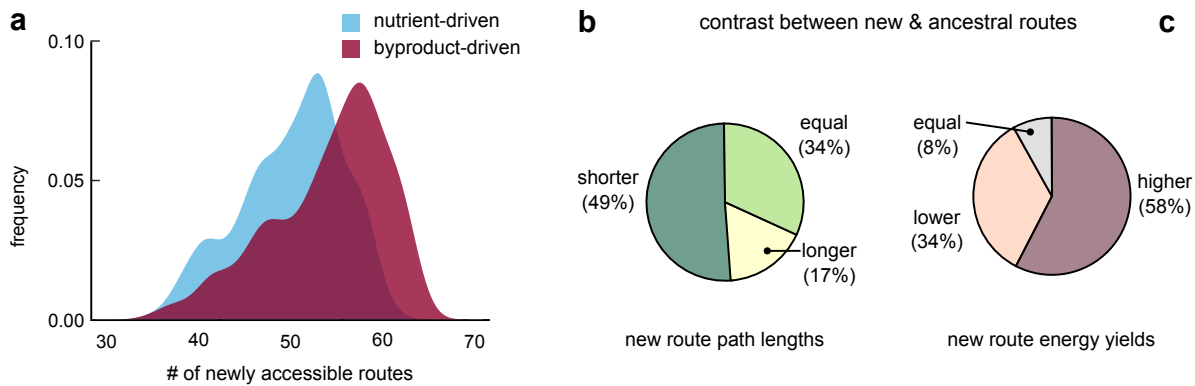 a
nutrient-driven
byproduct-driven
0.10
0.05
0.00
frequency
30 40 50 60 70
# of newly accessible routes
b
contrast between new & ancestral routes
c
equal
(34%)
shorter
(49%)
longer
(17%)
new route path lengths
equal
(8%)
higher
(58%)
lower
(34%)
new route energy yields